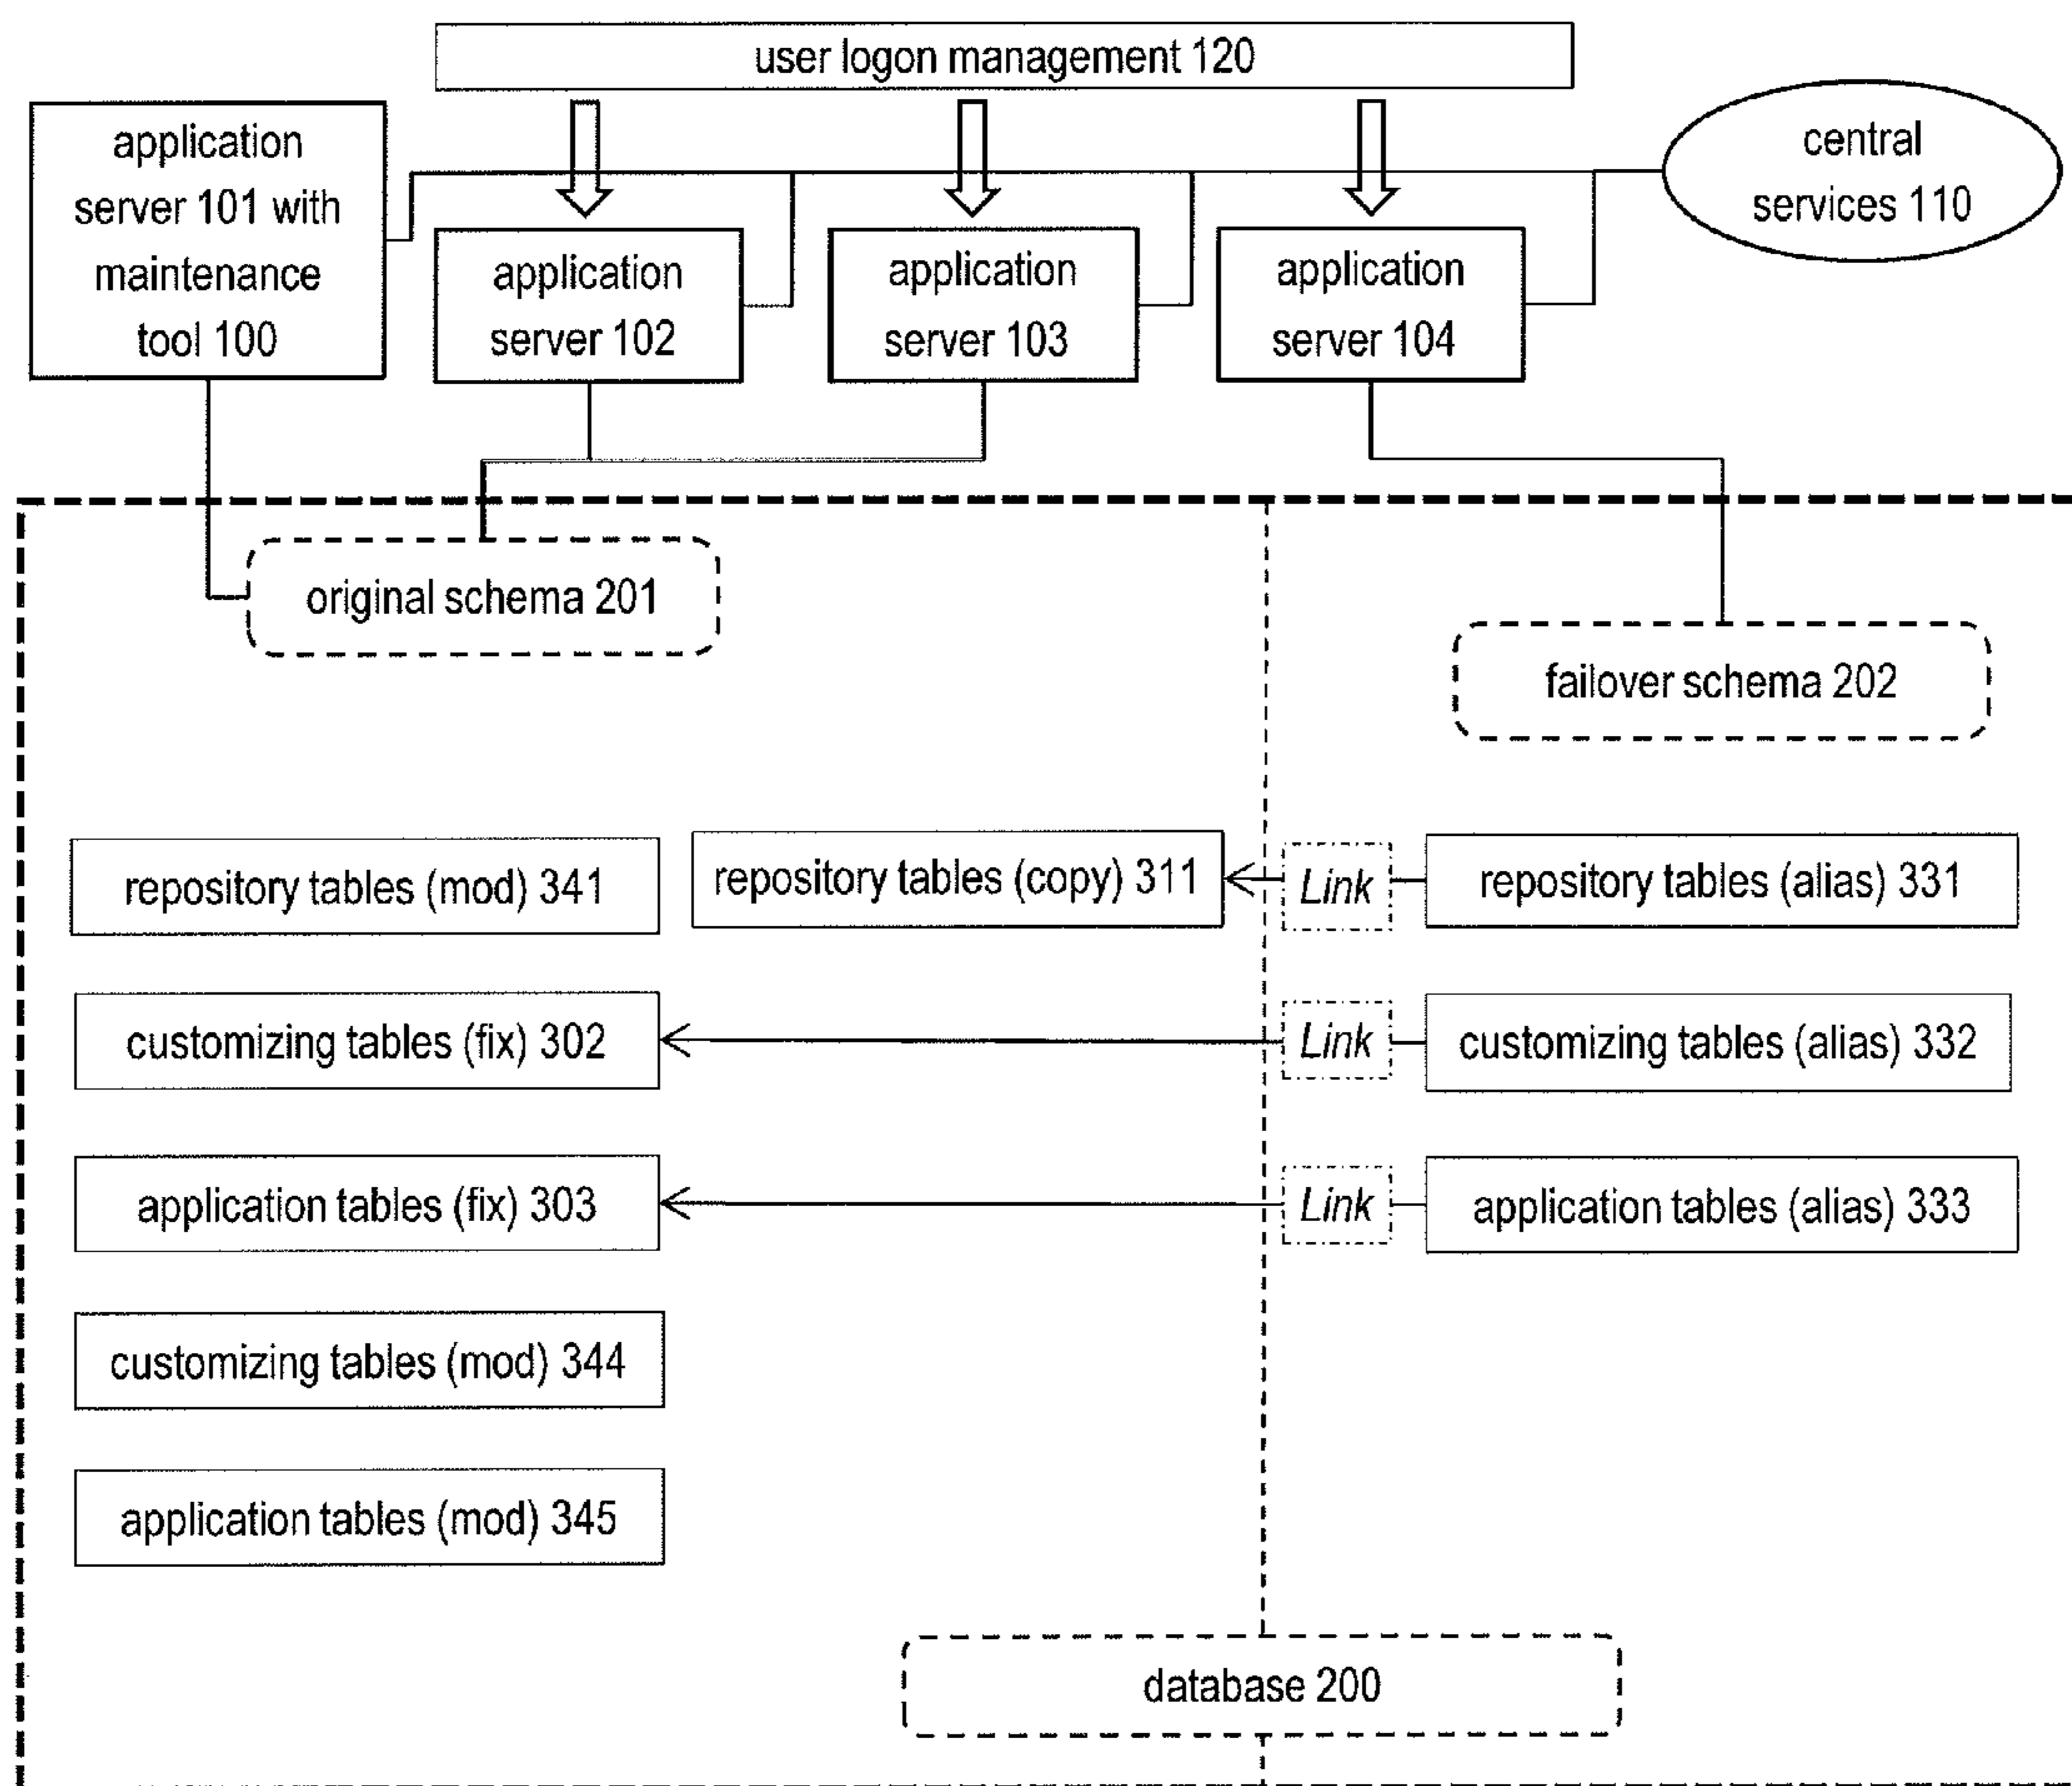 user logon management 120
application
server 101 with
maintenance
tool 100
central
services 110
application
server 102
application
server 103
application
server 104
original schema 201
failover schema 202
repository tables (mod) 341
repository tables (copy) 311
Link
repository tables (alias) 331
customizing tables (fix) 302
Link
customizing tables (alias) 332
application tables (fix) 303
Link
application tables (alias) 333
customizing tables (mod) 344
application tables (mod) 345
database 200